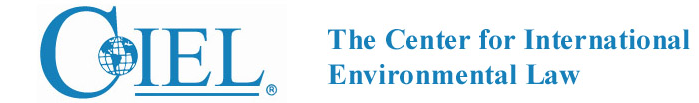 CIEL®
The Center for International
Environmental Law